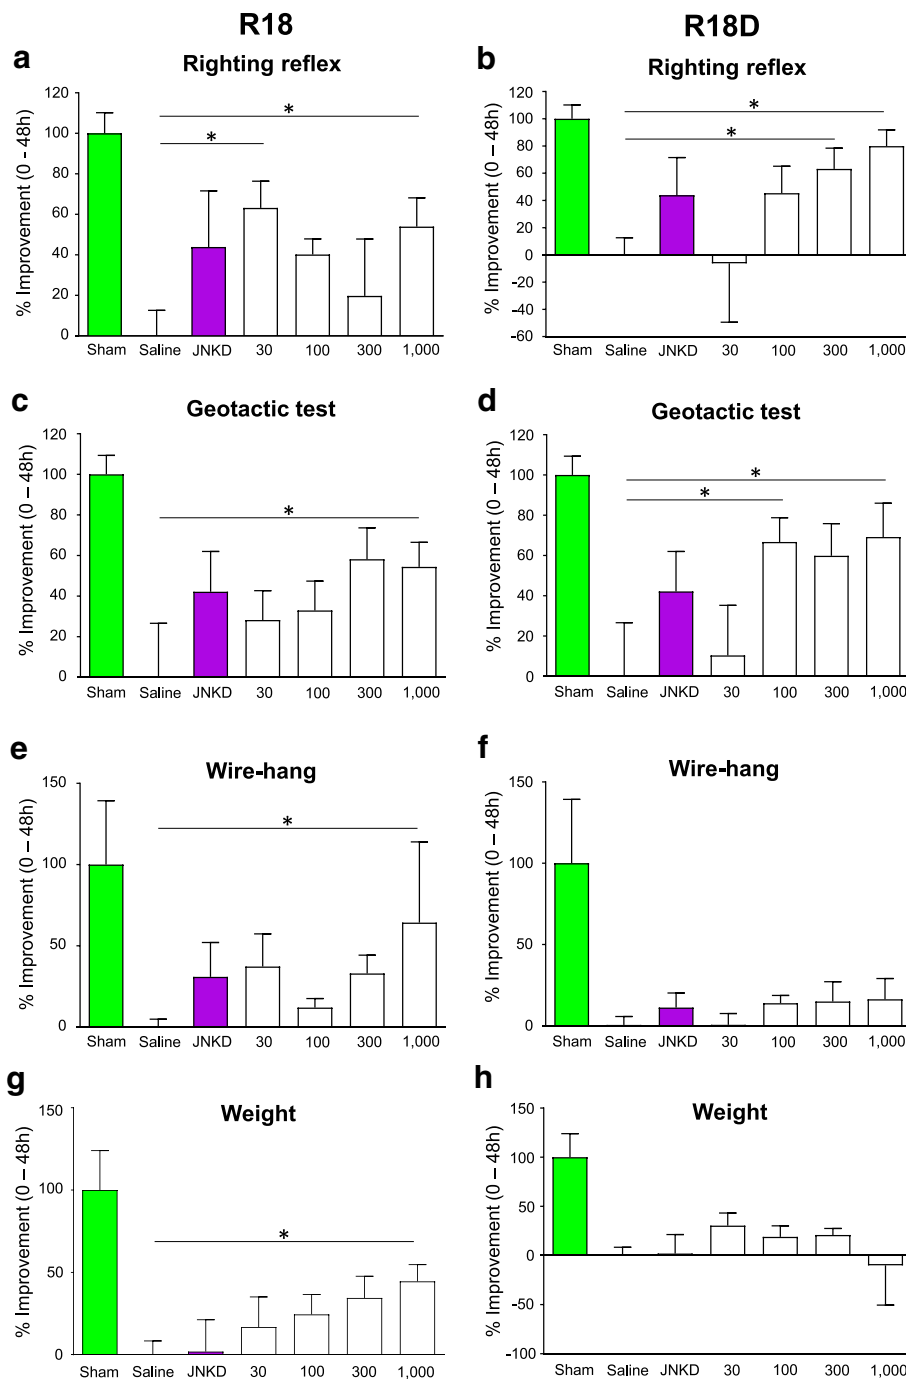 R18
R18D
a
Righting reflex
% Improvement (0 - 48h)
120
100
80
60
40
20
0
*
*
Sham Saline JNKD 30 100 300 1,000
b
Righting reflex
% Improvement (0 – 48h)
120
100
80
60
40
20
0
-20
-40
-60
*
*
Sham Saline JNKD 30 100 300 1,000
c
Geotactic test
% Improvement (0 – 48h)
120
100
80
60
40
20
0
*
Sham Saline JNKD 30 100 300 1,000
d
Geotactic test
% Improvement (0 – 48h)
120
100
80
60
40
20
0
*
*
Sham Saline JNKD 30 100 300 1,000
e
Wire-hang
% Improvement (0 – 48h)
150
100
50
0
*
Sham Saline JNKD 30 100 300 1,000
f
Wire-hang
% Improvement (0 – 48h)
150
100
50
0
Sham Saline JNKD 30 100 300 1,000
g
Weight
% Improvement (0 – 48h)
150
100
50
0
*
Sham Saline JNKD 30 100 300 1,000
h
Weight
% Improvement (0 – 48h)
150
100
50
0
-50
-100
Sham Saline JNKD 30 100 300 1,000